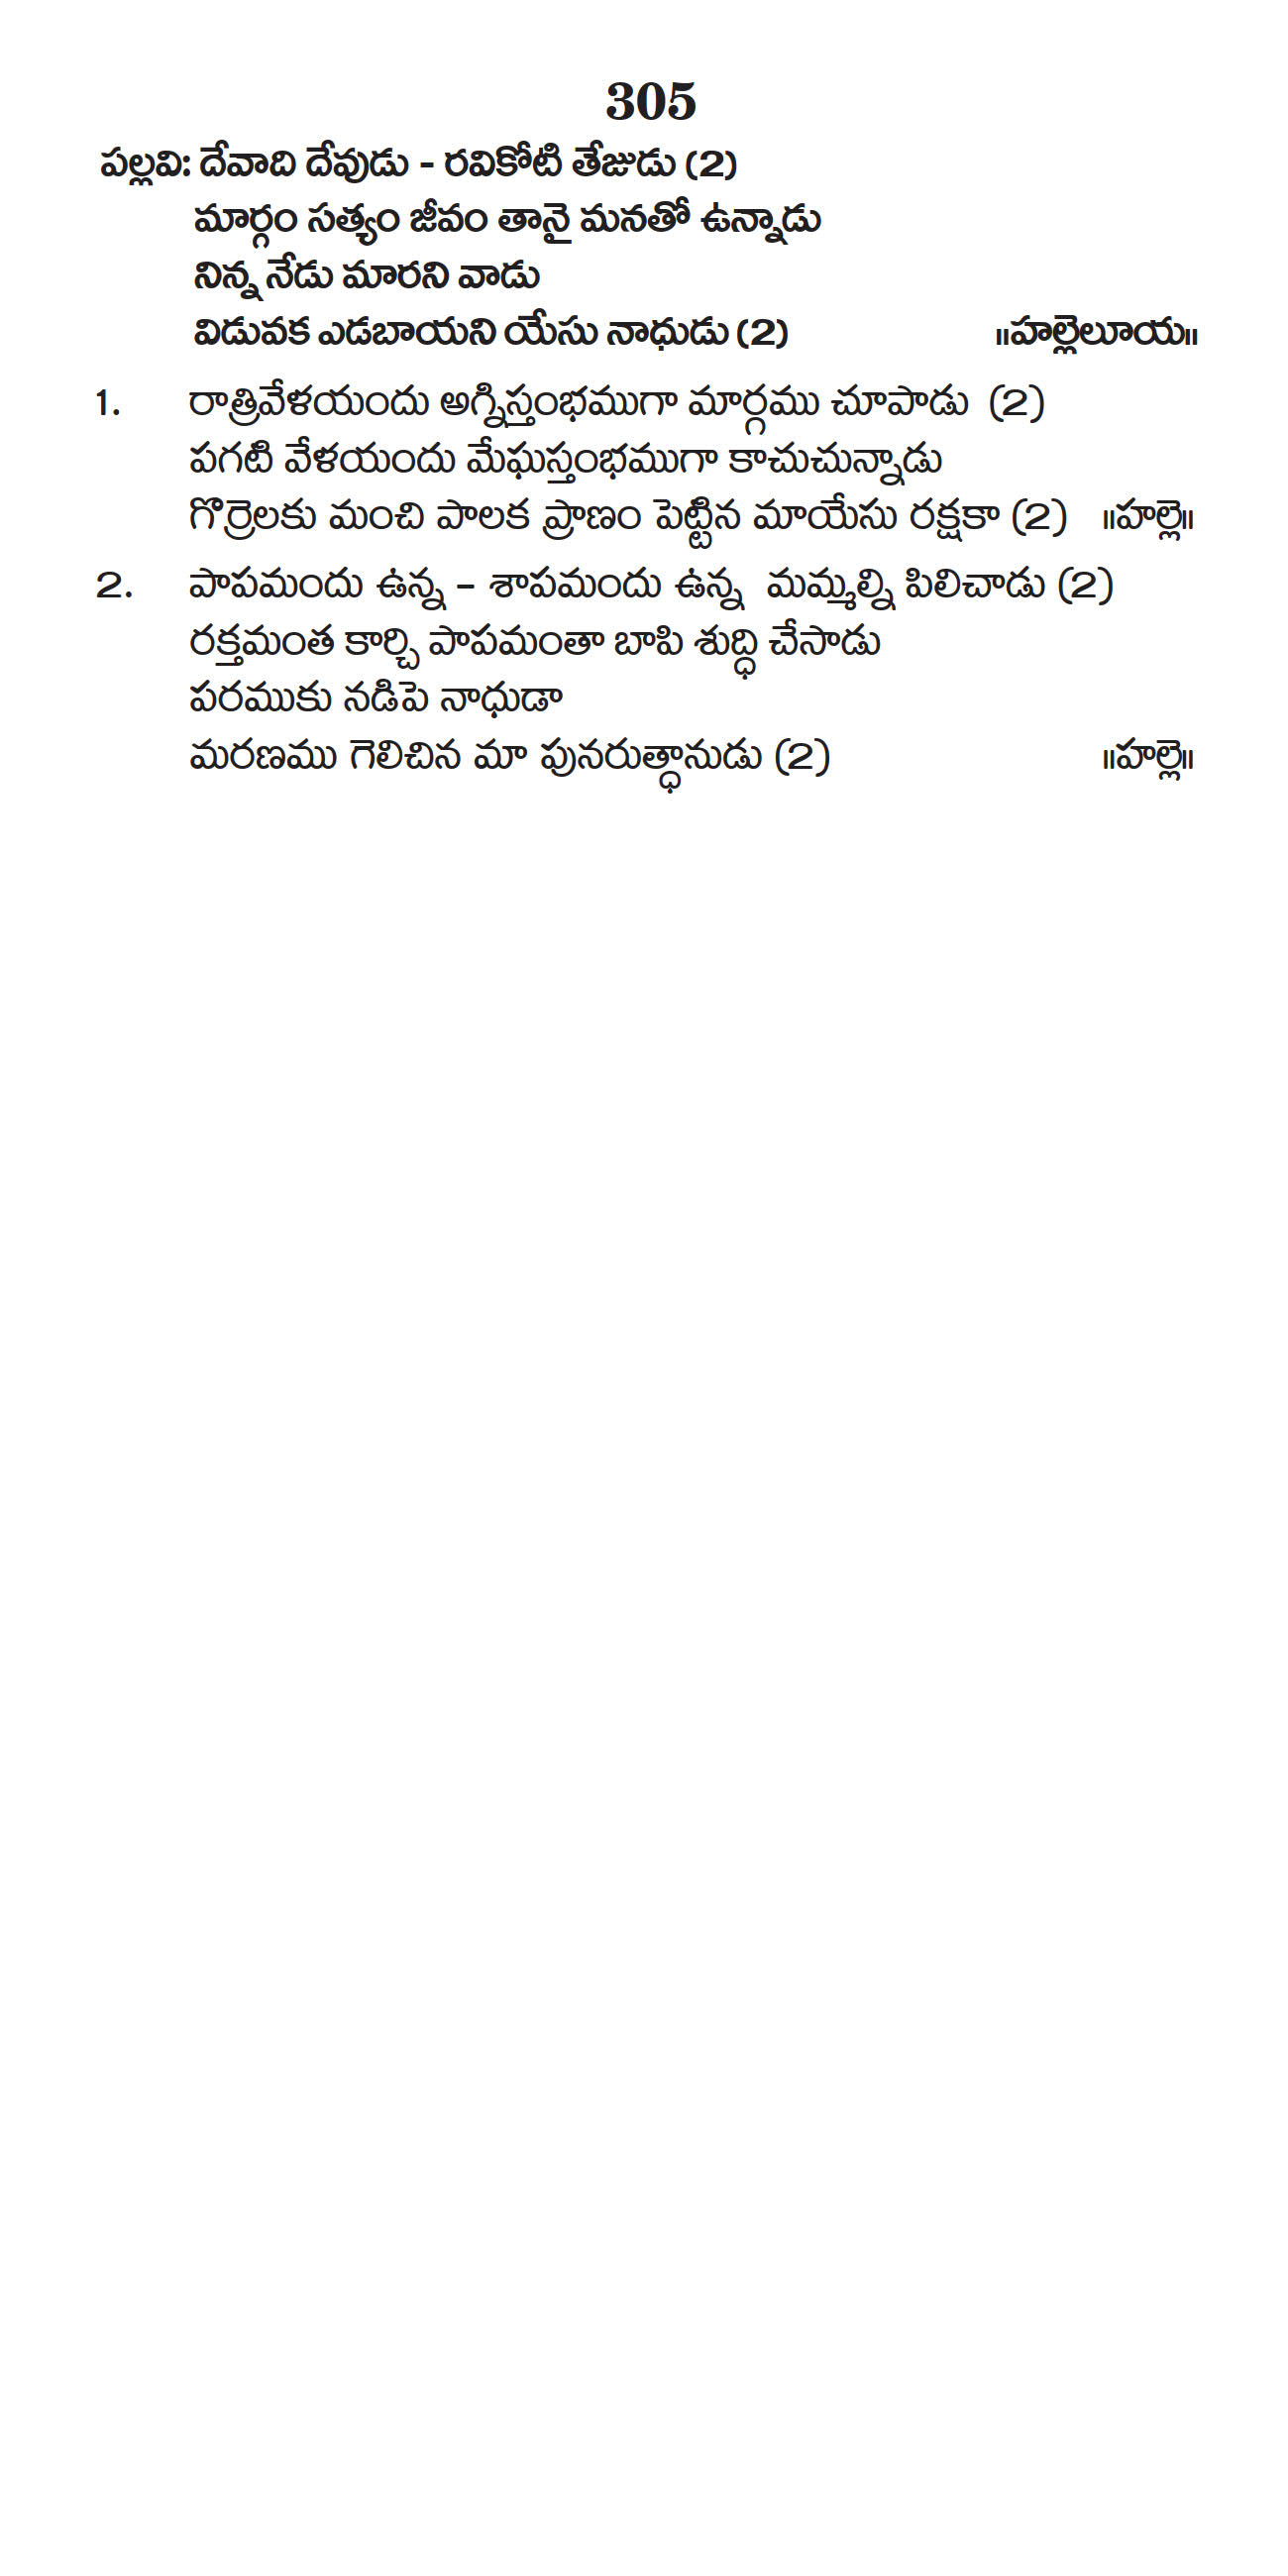 305
పల్లవి: దేవాది దేవుడు - రవికోటి తేజుడు (2)
మార్గం సత్యం జీవం తానై మనతో ఉన్నాడు
నిన్న నేడు మారని వాడు
విడువక ఎడబాయని యేసు నాధుడు (2) ॥హల్లెలూయ॥
1. రాత్రివేళయందు అగ్నిస్తంభముగా మార్గము చూపాడు (2)
పగటి వేళయందు మేఘస్తంభముగా కాచుచున్నాడు
గొర్రెలకు మంచి పాలక ప్రాణం పెట్టిన మాయేసు రక్షకా (2) ॥హల్లె॥
2. పాపమందు ఉన్న – శాపమందు ఉన్న మమ్మల్ని పిలిచాడు (2)
రక్తమంత కార్చి పాపమంతా బాపి శుద్ధి చేసాడు
పరముకు నడిపె నాధుడా
మరణము గెలిచిన మా పునరుత్ధానుడు (2) ॥హల్లె॥